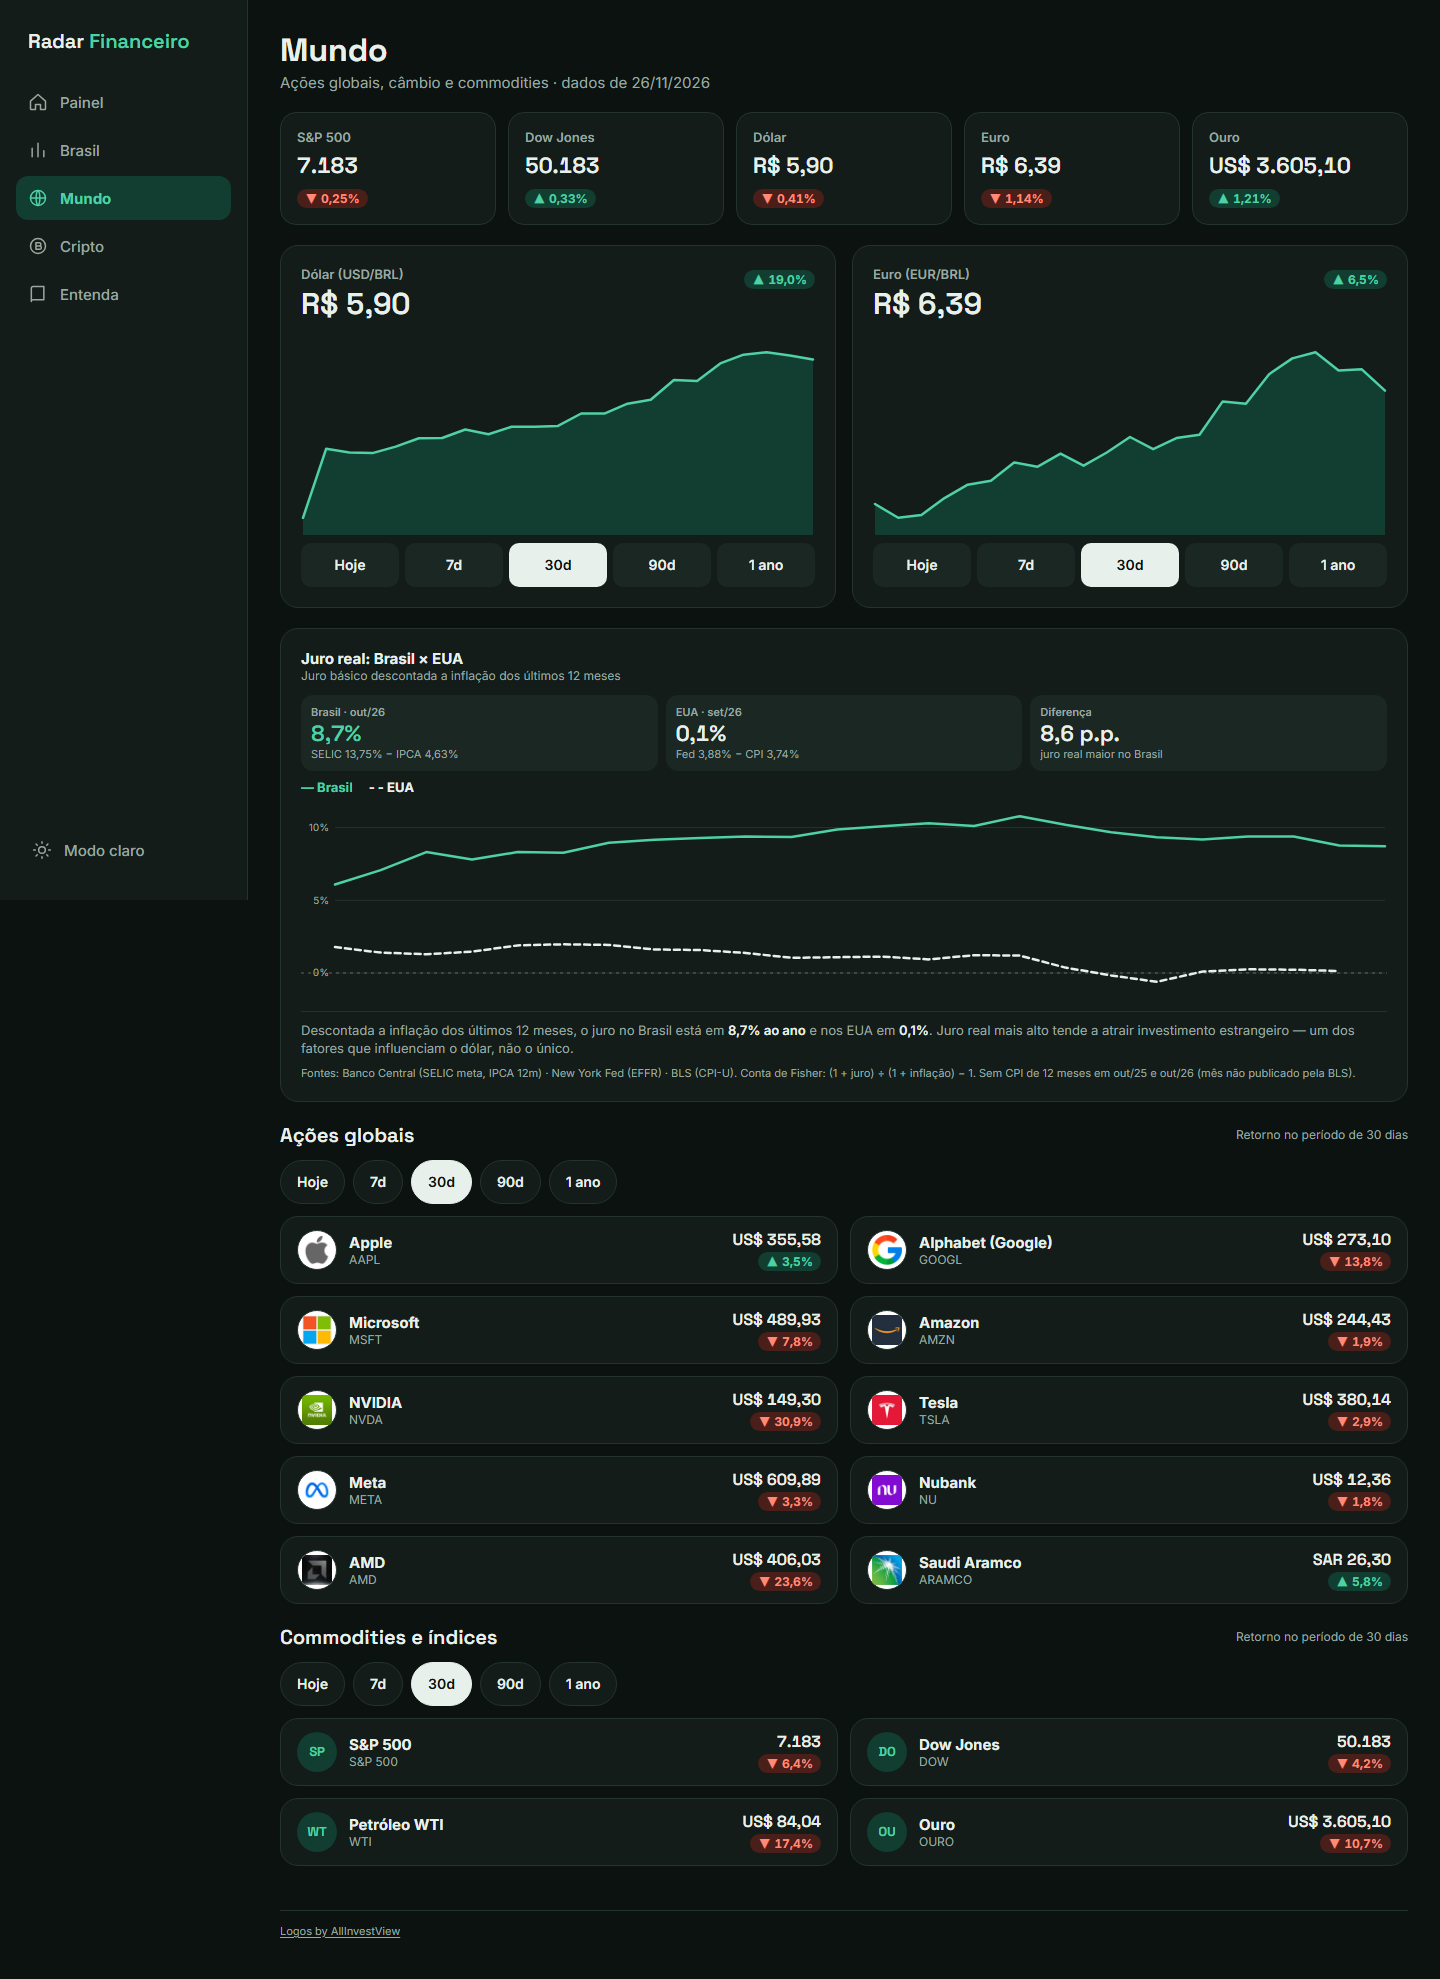 Radar Financeiro
Painel
Brasil
Mundo
Cripto
Entenda
Modo claro
Mundo
Ações globais, câmbio e commodities · dados de 26/11/2026
S&P 500
7.183
▼ 0,25%
Dow Jones
50.183
▲ 0,33%
Dólar
R$ 5,90
▼ 0,41%
Euro
R$ 6,39
▼ 1,14%
Ouro
US$ 3.605,10
▲ 1,21%
Dólar (USD/BRL)
R$ 5,90
▲ 19,0%
Hoje 7d 30d 90d 1 ano
Euro (EUR/BRL)
R$ 6,39
▲ 6,5%
Hoje 7d 30d 90d 1 ano
Juro real: Brasil × EUA
Juro básico descontada a inflação dos últimos 12 meses
Brasil · out/26
8,7%
SELIC 13,75% − IPCA 4,63%
EUA · set/26
0,1%
Fed 3,88% − CPI 3,74%
Diferença
8,6 p.p.
juro real maior no Brasil
— Brasil - - EUA
10%
5%
0%
Descontada a inflação dos últimos 12 meses, o juro no Brasil está em 8,7% ao ano e nos EUA em 0,1%. Juro real mais alto tende a atrair investimento estrangeiro — um dos
fatores que influenciam o dólar, não o único.
Fontes: Banco Central (SELIC meta, IPCA 12m) · New York Fed (EFFR) · BLS (CPI-U). Conta de Fisher: (1 + juro) ÷ (1 + inflação) − 1. Sem CPI de 12 meses em out/25 e out/26 (mês não publicado pela BLS).
Ações globais
Retorno no período de 30 dias
Hoje 7d 30d 90d 1 ano
Apple
AAPL
US$ 355,58
▲ 3,5%
Alphabet (Google)
GOOGL
US$ 273,10
▼ 13,8%
Microsoft
MSFT
US$ 489,93
▼ 7,8%
Amazon
AMZN
US$ 244,43
▼ 1,9%
NVIDIA
NVDA
US$ 149,30
▼ 30,9%
Tesla
TSLA
US$ 380,14
▼ 2,9%
Meta
META
US$ 609,89
▼ 3,3%
nu
Nubank
NU
US$ 12,36
▼ 1,8%
AMD
AMD
US$ 406,03
▼ 23,6%
Saudi Aramco
ARAMCO
SAR 26,30
▲ 5,8%
Commodities e índices
Retorno no período de 30 dias
Hoje 7d 30d 90d 1 ano
SP
S&P 500
S&P 500
7.183
▼ 6,4%
DO
Dow Jones
DOW
50.183
▼ 4,2%
WT
Petróleo WTI
WTI
US$ 84,04
▼ 17,4%
OU
Ouro
OURO
US$ 3.605,10
▼ 10,7%
Logos by AllInvestView